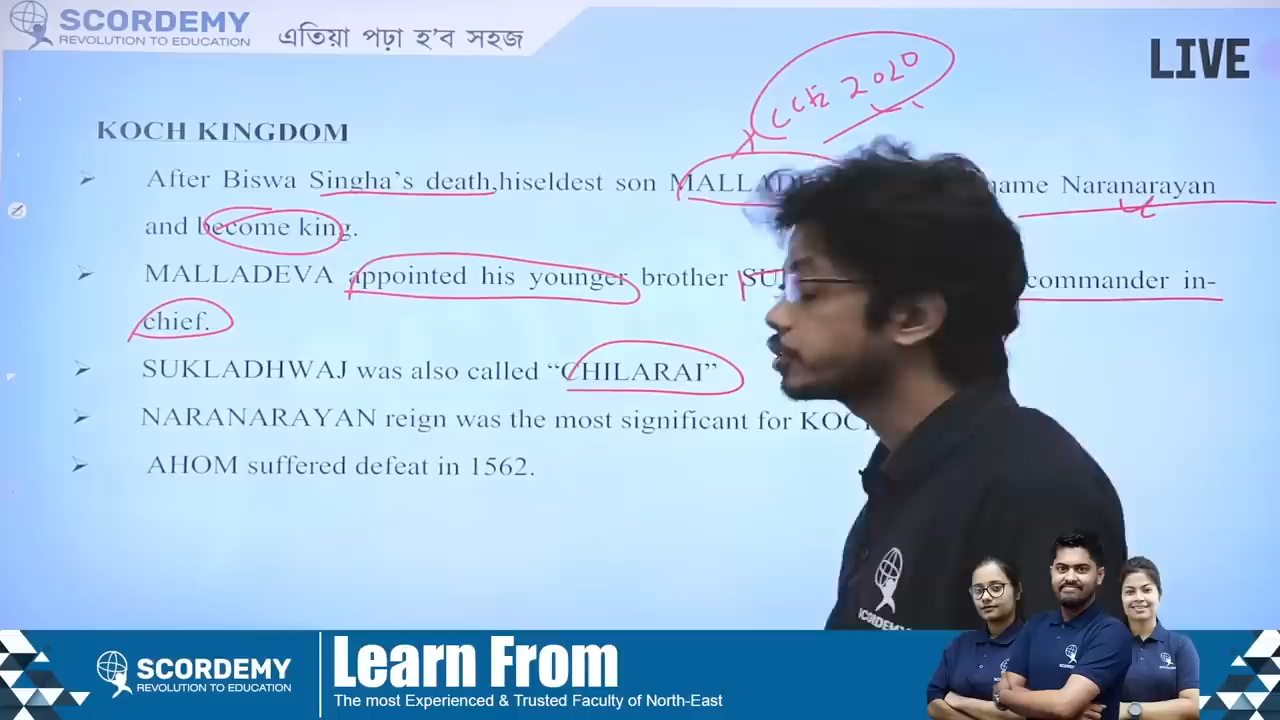 SCORDEMY
REVOLUTION TO EDUCATION
এতিয়া পঢ়া হ'ব সহজ
LIVE
CCE 2020
KOCH KINGDOM
After Biswa Singha's death,hiseldest son name Naranarayan
and become king.
MALLADEVA appointed his younger brother commander in-
chief.
SUKLADHWAJ was also called “CHILARAI”
NARANARAYAN reign was the most significant for
AHOM suffered defeat in 1562.
SCORDEMY
SCORDEMY
REVOLUTION TO EDUCATION
Learn From
The most Experienced & Trusted Faculty of North-East